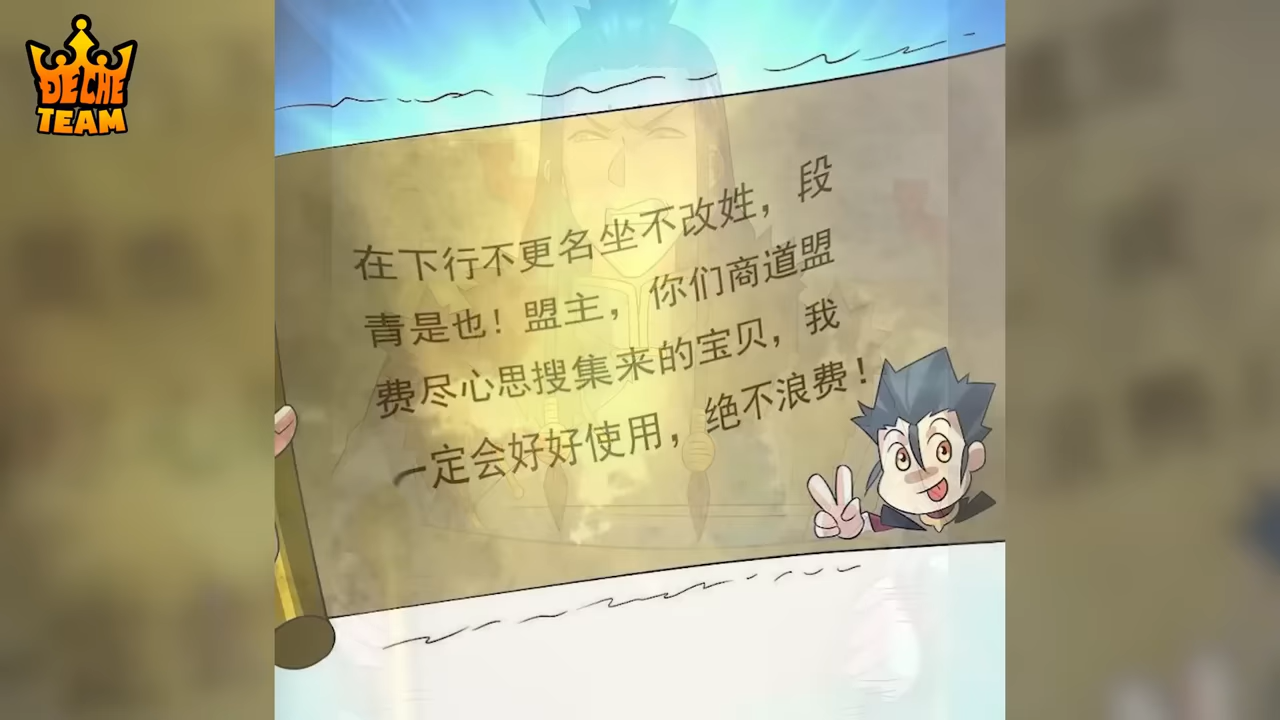 ĐECHE
TEAM
在下行不更名坐不改姓，段
青是也！盟主，你们商道盟
费尽心思搜集来的宝贝，我
一定会好好使用，绝不浪费！